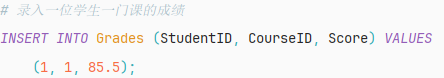 # 录入一位学生一门课的成绩
INSERT INTO Grades (StudentID, CourseID, Score) VALUES
(1, 1, 85.5);